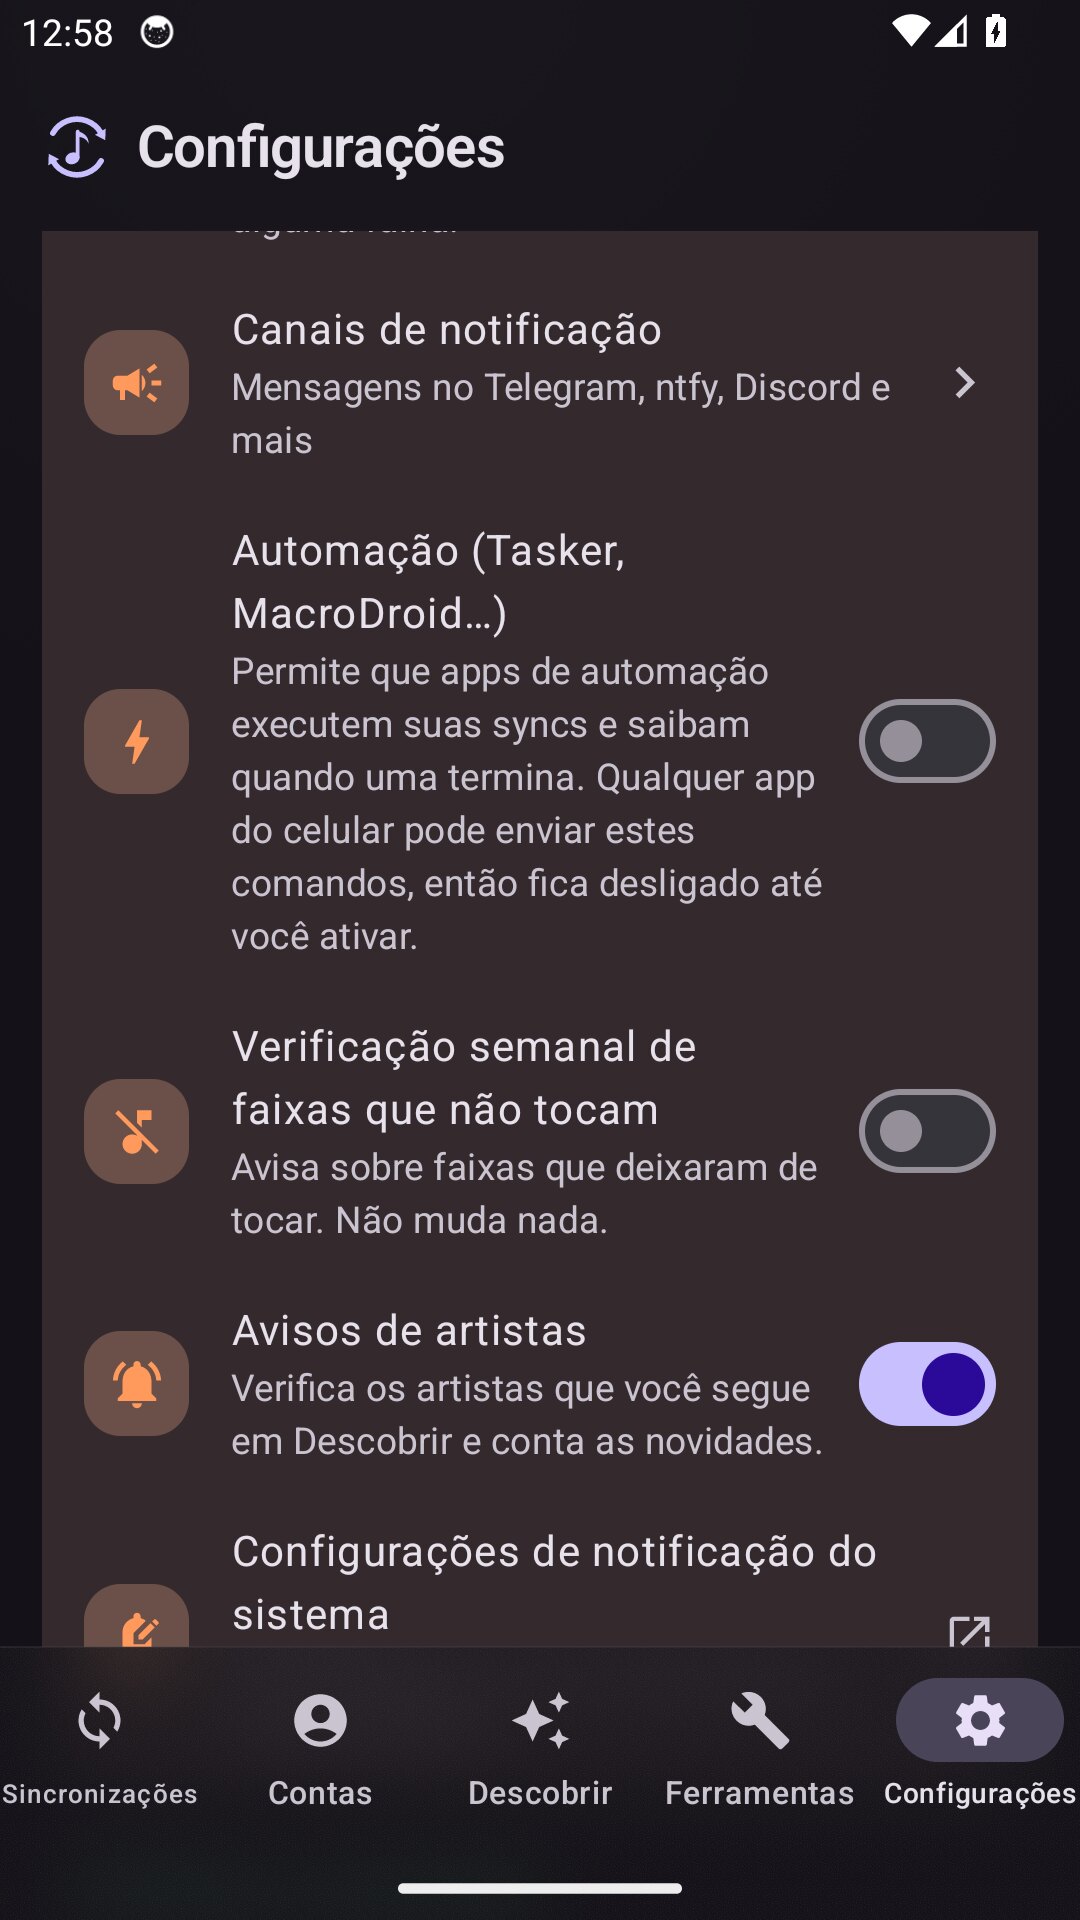 12:58
Configurações
Canais de notificação
Mensagens no Telegram, ntfy, Discord e
mais
Automação (Tasker,
MacroDroid…)
Permite que apps de automação
executem suas syncs e saibam
quando uma termina. Qualquer app
do celular pode enviar estes
comandos, então fica desligado até
você ativar.
Verificação semanal de
faixas que não tocam
Avisa sobre faixas que deixaram de
tocar. Não muda nada.
Avisos de artistas
Verifica os artistas que você segue
em Descobrir e conta as novidades.
Configurações de notificação do
sistema
Sincronizações
Contas
Descobrir
Ferramentas
Configurações